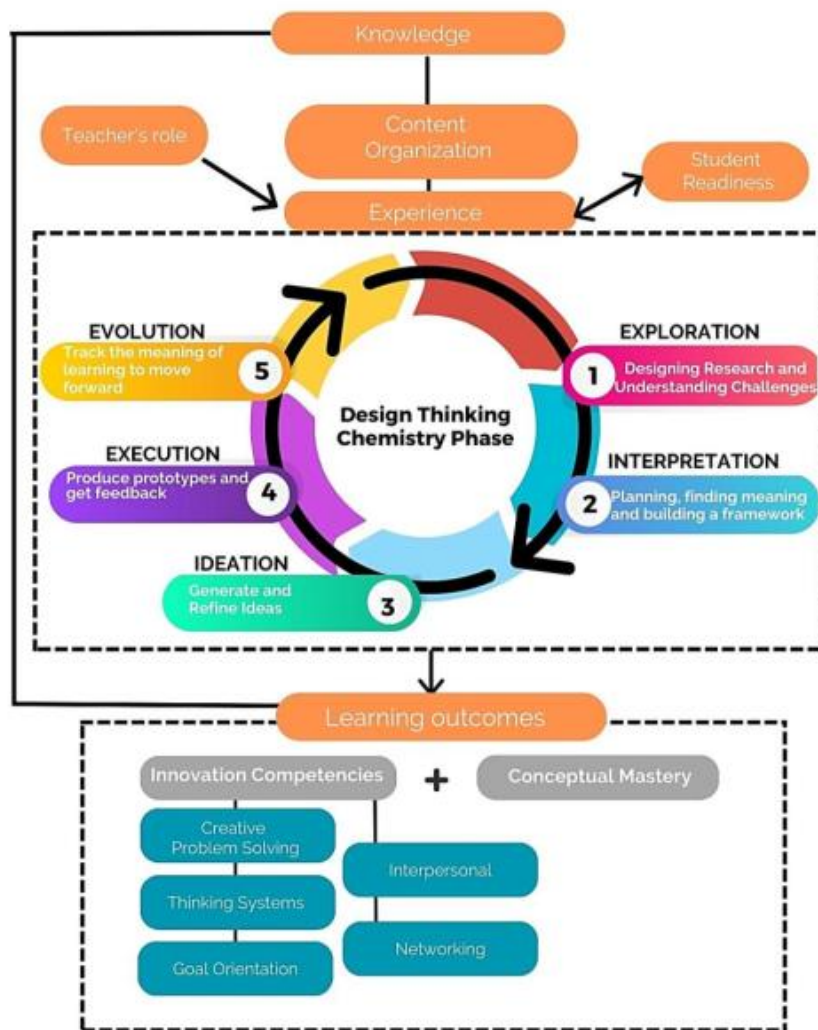 Knowledge
Teacher's role
Content
Organization
Student
Readiness
Experience
EVOLUTION
Track the meaning of
learning to move
forward
5
EXPLORATION
1
Designing Research and
Understanding Challenges
Design Thinking
Chemistry Phase
EXECUTION
Produce prototypes and
get feedback
4
INTERPRETATION
2
Planning, finding meaning
and building a framework
IDEATION
Generate and
Refine Ideas
3
Learning outcomes
Innovation Competencies
+
Conceptual Mastery
Creative
Problem Solving
Interpersonal
Thinking Systems
Networking
Goal Orientation